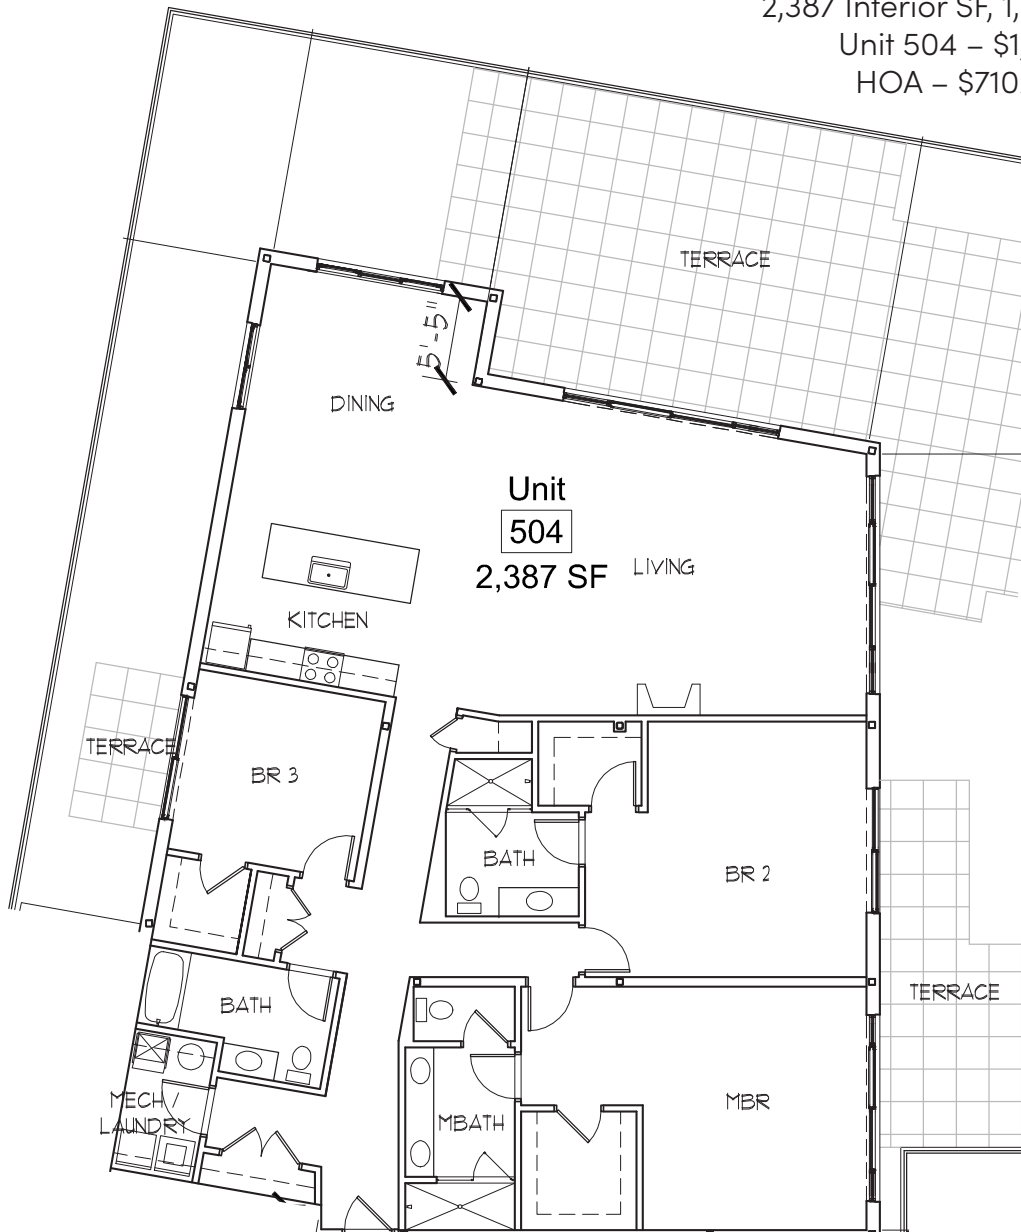 2,387 Interior SF, 1,
Unit 504 – $1,
HOA – $710
TERRACE
5'-5"
DINING
Unit
504
2,387 SF
LIVING
KITCHEN
TERRACE
BR 3
BATH
BR 2
TERRACE
BATH
MECH /
LAUNDRY
MBATH
MBR